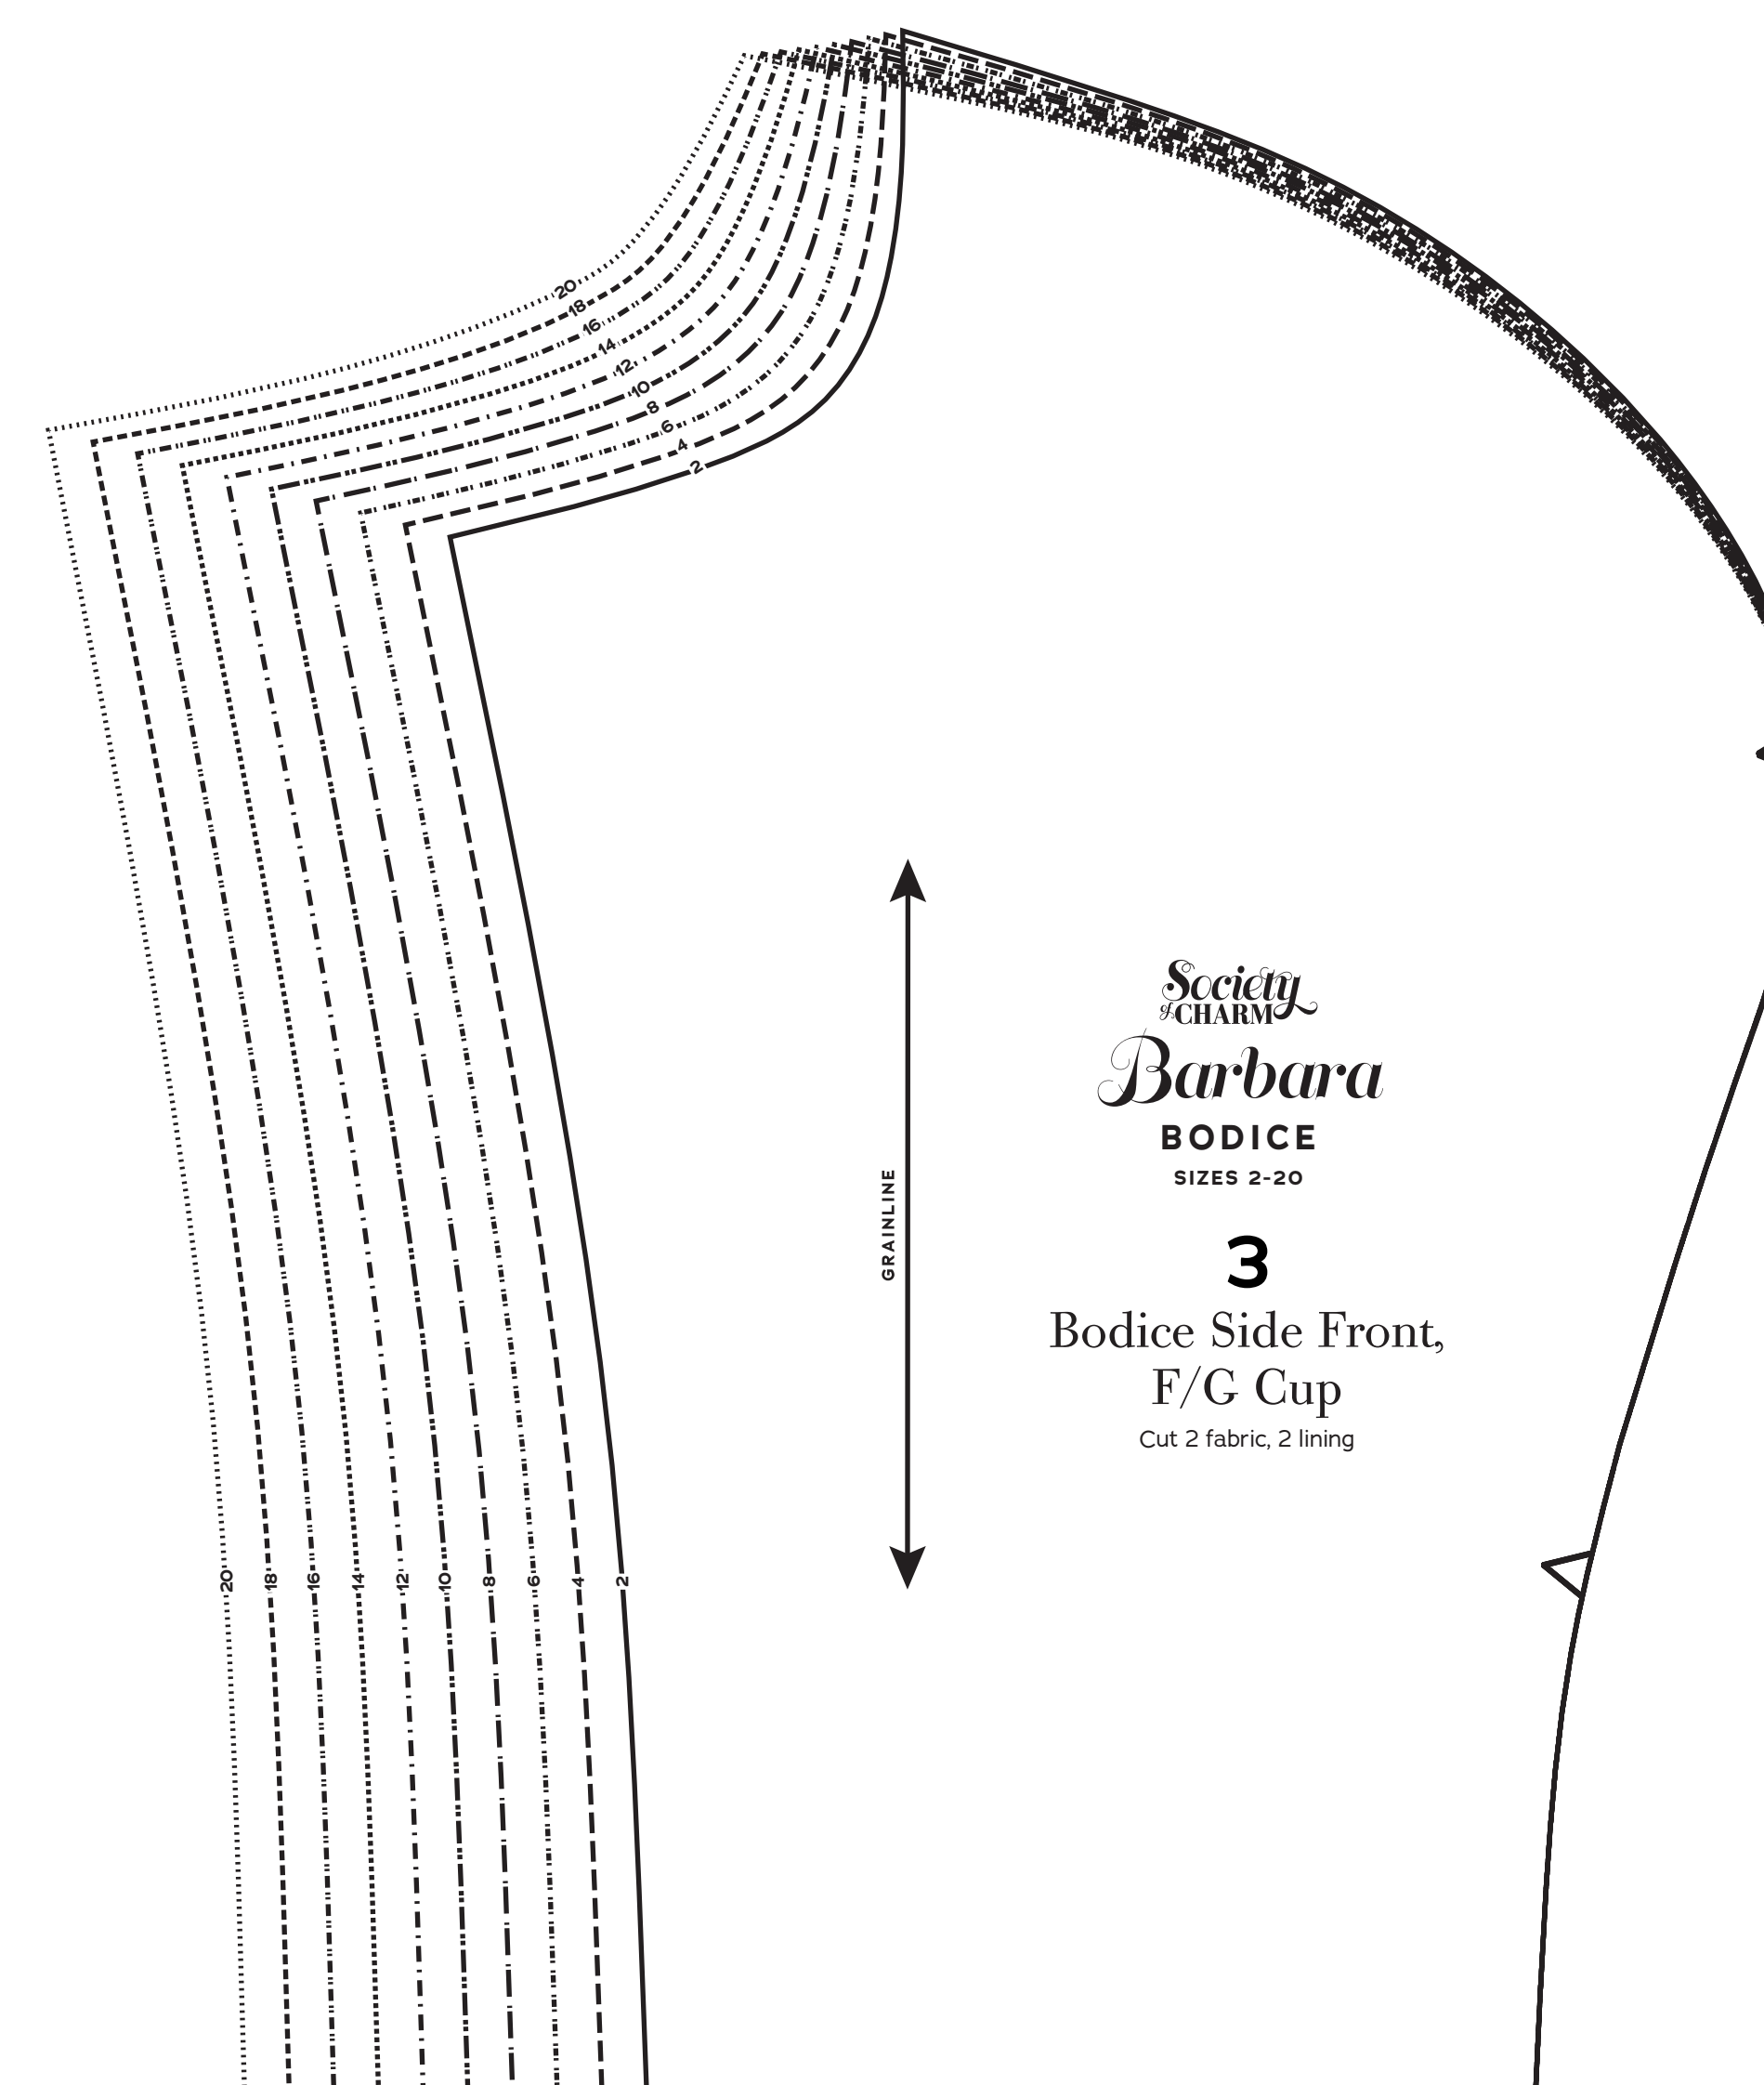 20
18
16
14
12
10
8
6
4
2
Society
of CHARM
Barbara
BODICE
SIZES 2-20
GRAINLINE
3
Bodice Side Front,
F/G Cup
Cut 2 fabric, 2 lining
20 18 16 14 12 10 8 6 4 2